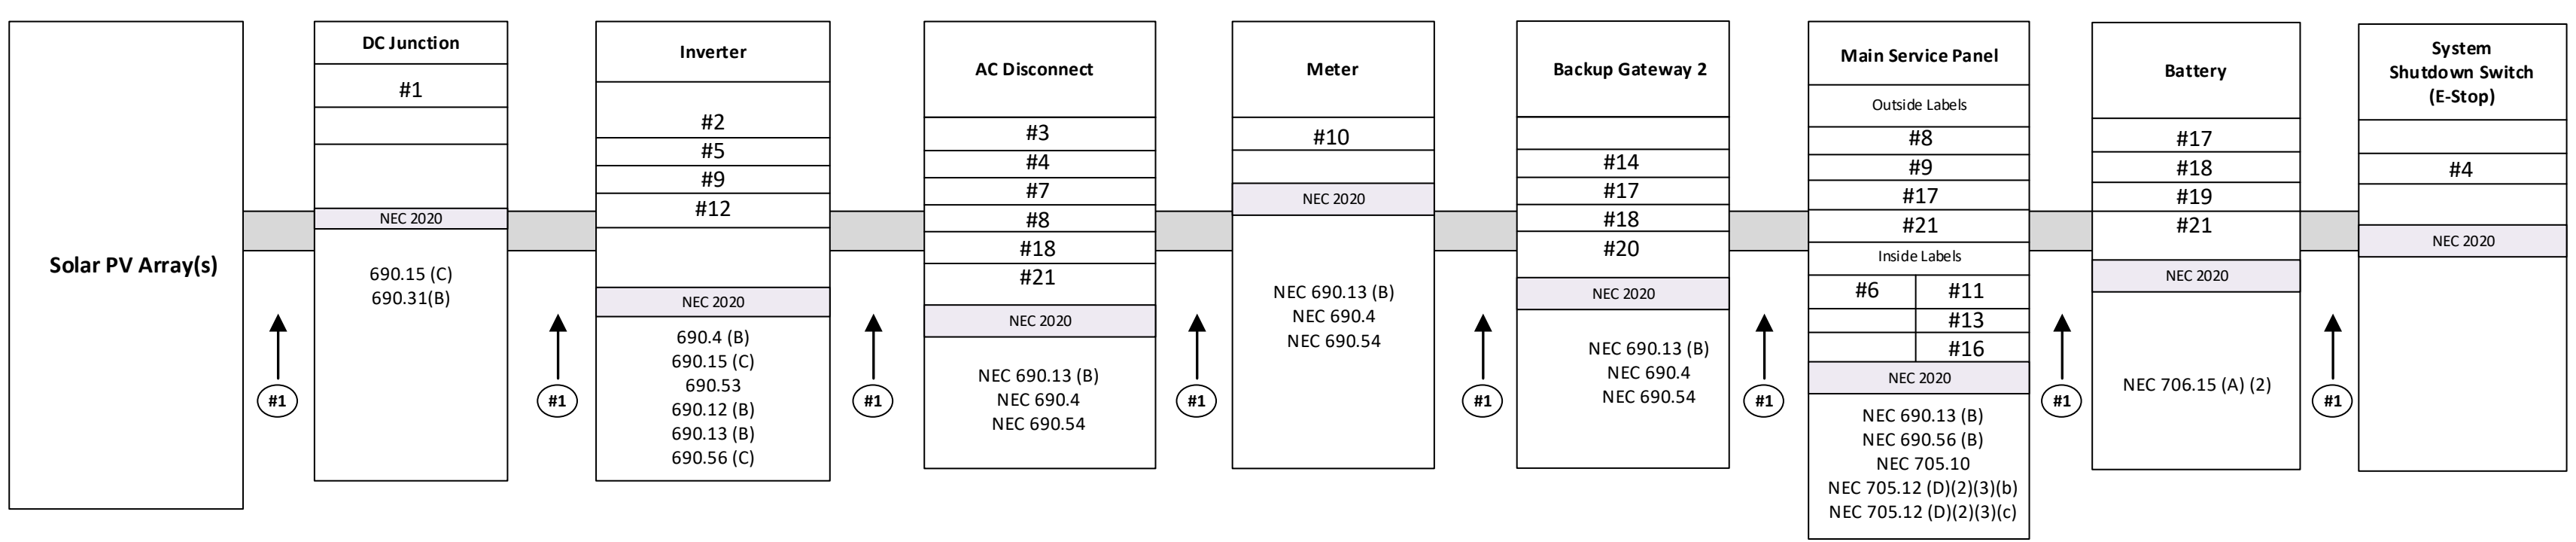 Solar PV Array(s)
#1
DC Junction
#1
NEC 2020
690.15 (C)
690.31(B)
#1
Inverter
#2
#5
#9
#12
NEC 2020
690.4 (B)
690.15 (C)
690.53
690.12 (B)
690.13 (B)
690.56 (C)
#1
AC Disconnect
#3
#4
#7
#8
#18
#21
NEC 2020
NEC 690.13 (B)
NEC 690.4
NEC 690.54
#1
Meter
#10
NEC 2020
NEC 690.13 (B)
NEC 690.4
NEC 690.54
#1
Backup Gateway 2
#14
#17
#18
#20
NEC 2020
NEC 690.13 (B)
NEC 690.4
NEC 690.54
#1
Main Service Panel
Outside Labels
#8
#9
#17
#21
Inside Labels
#6 #11
#13
#16
NEC 2020
NEC 690.13 (B)
NEC 690.56 (B)
NEC 705.10
NEC 705.12 (D)(2)(3)(b)
NEC 705.12 (D)(2)(3)(c)
#1
Battery
#17
#18
#19
#21
NEC 2020
NEC 706.15 (A) (2)
#1
System
Shutdown Switch
(E-Stop)
#4
NEC 2020